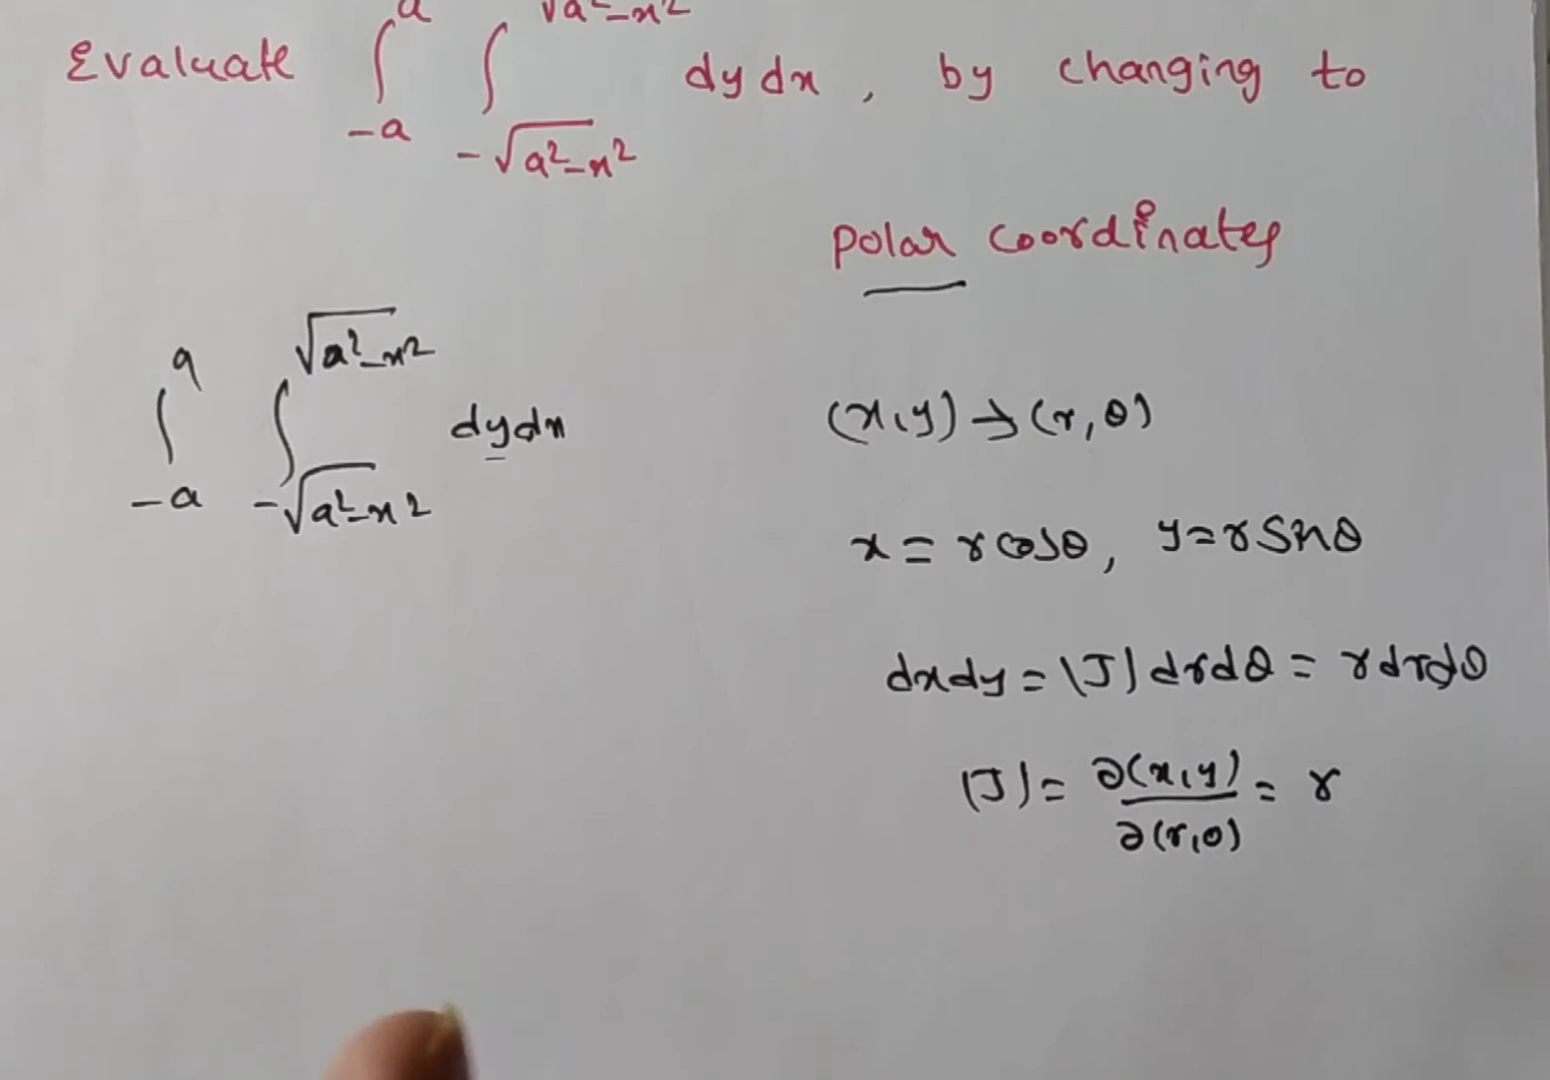 Evaluate ∫_{-a}^{a} ∫_{-√(a²-x²)}^{√(a²-x²)} dy dx, by changing to
polar coordinates
∫_{-a}^{a} ∫_{-√(a²-x²)}^{√(a²-x²)} dydx
(x,y)→(r,θ)
x = r cosθ, y=r sinθ
dxdy = |J| drdθ = r drdθ
|J| = ∂(x,y)/∂(r,θ) = r